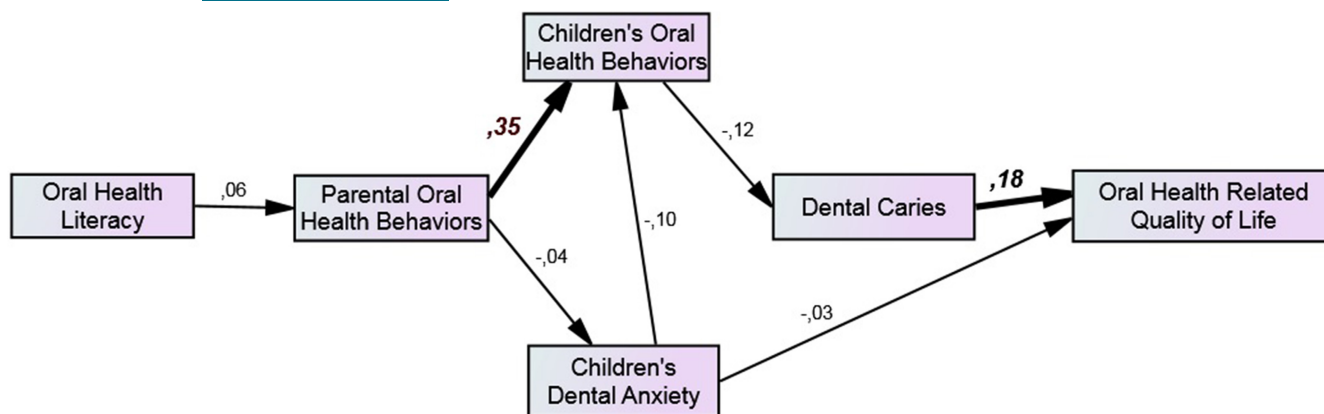 Children's Oral
Health Behaviors
,35
-,12
Oral Health
Literacy
,06
Parental Oral
Health Behaviors
-,10
Dental Caries
,18
Oral Health Related
Quality of Life
-,04
-,03
Children's
Dental Anxiety